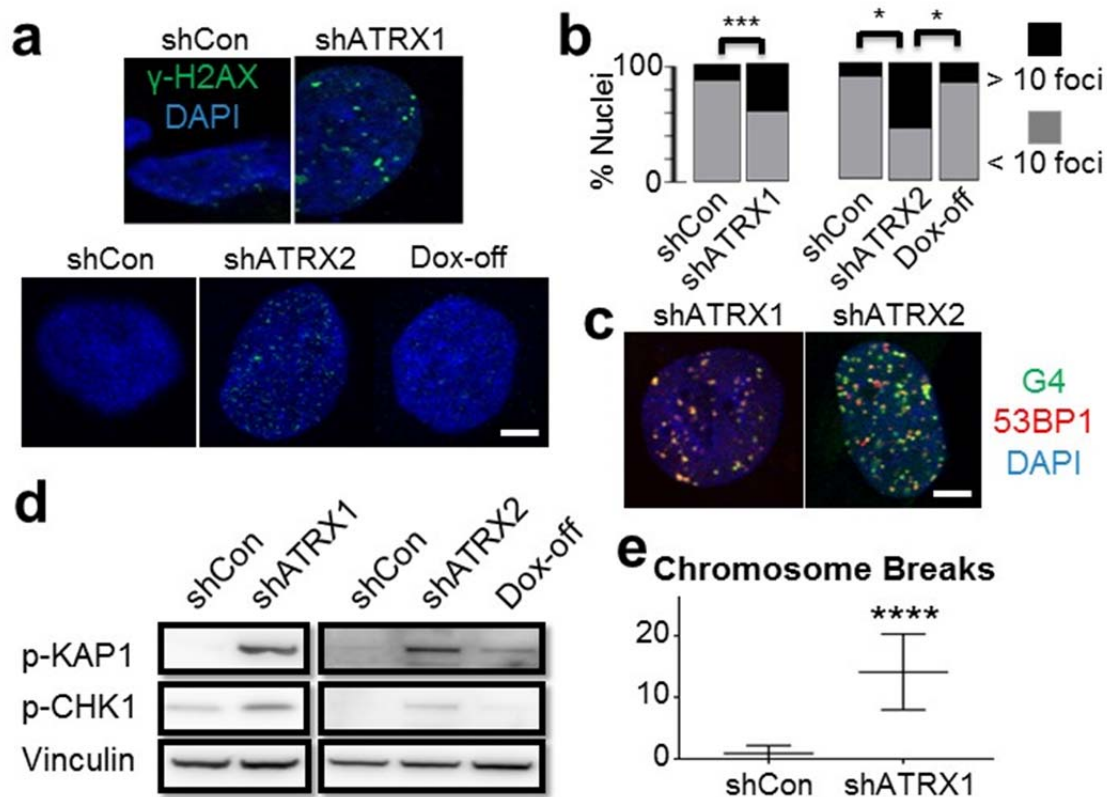 a
shCon shATRX1
γ-H2AX
DAPI
shCon shATRX2 Dox-off
b
*** * *
100
% Nuclei
0
shCon shATRX1 shCon shATRX2 Dox-off
> 10 foci
< 10 foci
c
shATRX1 shATRX2
G4
53BP1
DAPI
d
shCon shATRX1 shCon shATRX2 Dox-off
p-KAP1
p-CHK1
Vinculin
e
Chromosome Breaks
****
20
10
0
shCon shATRX1